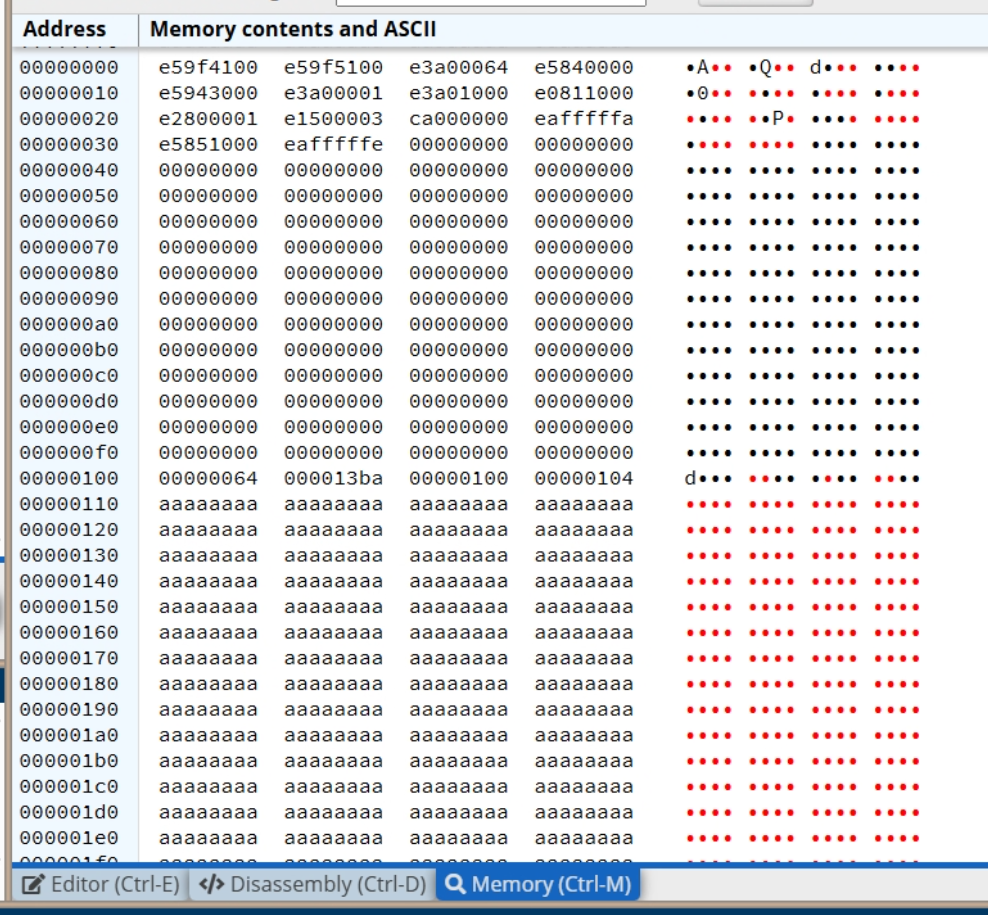 Address Memory contents and ASCII
00000000 e59f4100 e59f5100 e3a00064 e5840000 •A•• •Q•• d••• ••••
00000010 e5943000 e3a00001 e3a01000 e0811000 •0•• •••• •••• ••••
00000020 e2800001 e1500003 ca000000 eafffffa •••• ••P• •••• ••••
00000030 e5851000 eafffffe 00000000 00000000 •••• •••• •••• ••••
00000040 00000000 00000000 00000000 00000000 •••• •••• •••• ••••
00000050 00000000 00000000 00000000 00000000 •••• •••• •••• ••••
00000060 00000000 00000000 00000000 00000000 •••• •••• •••• ••••
00000070 00000000 00000000 00000000 00000000 •••• •••• •••• ••••
00000080 00000000 00000000 00000000 00000000 •••• •••• •••• ••••
00000090 00000000 00000000 00000000 00000000 •••• •••• •••• ••••
000000a0 00000000 00000000 00000000 00000000 •••• •••• •••• ••••
000000b0 00000000 00000000 00000000 00000000 •••• •••• •••• ••••
000000c0 00000000 00000000 00000000 00000000 •••• •••• •••• ••••
000000d0 00000000 00000000 00000000 00000000 •••• •••• •••• ••••
000000e0 00000000 00000000 00000000 00000000 •••• •••• •••• ••••
000000f0 00000000 00000000 00000000 00000000 •••• •••• •••• ••••
00000100 00000064 000013ba 00000100 00000104 d••• •••• •••• ••••
00000110 aaaaaaaa aaaaaaaa aaaaaaaa aaaaaaaa •••• •••• •••• ••••
00000120 aaaaaaaa aaaaaaaa aaaaaaaa aaaaaaaa •••• •••• •••• ••••
00000130 aaaaaaaa aaaaaaaa aaaaaaaa aaaaaaaa •••• •••• •••• ••••
00000140 aaaaaaaa aaaaaaaa aaaaaaaa aaaaaaaa •••• •••• •••• ••••
00000150 aaaaaaaa aaaaaaaa aaaaaaaa aaaaaaaa •••• •••• •••• ••••
00000160 aaaaaaaa aaaaaaaa aaaaaaaa aaaaaaaa •••• •••• •••• ••••
00000170 aaaaaaaa aaaaaaaa aaaaaaaa aaaaaaaa •••• •••• •••• ••••
00000180 aaaaaaaa aaaaaaaa aaaaaaaa aaaaaaaa •••• •••• •••• ••••
00000190 aaaaaaaa aaaaaaaa aaaaaaaa aaaaaaaa •••• •••• •••• ••••
000001a0 aaaaaaaa aaaaaaaa aaaaaaaa aaaaaaaa •••• •••• •••• ••••
000001b0 aaaaaaaa aaaaaaaa aaaaaaaa aaaaaaaa •••• •••• •••• ••••
000001c0 aaaaaaaa aaaaaaaa aaaaaaaa aaaaaaaa •••• •••• •••• ••••
000001d0 aaaaaaaa aaaaaaaa aaaaaaaa aaaaaaaa •••• •••• •••• ••••
000001e0 aaaaaaaa aaaaaaaa aaaaaaaa aaaaaaaa •••• •••• •••• ••••
Editor (Ctrl-E) </> Disassembly (Ctrl-D) Memory (Ctrl-M)